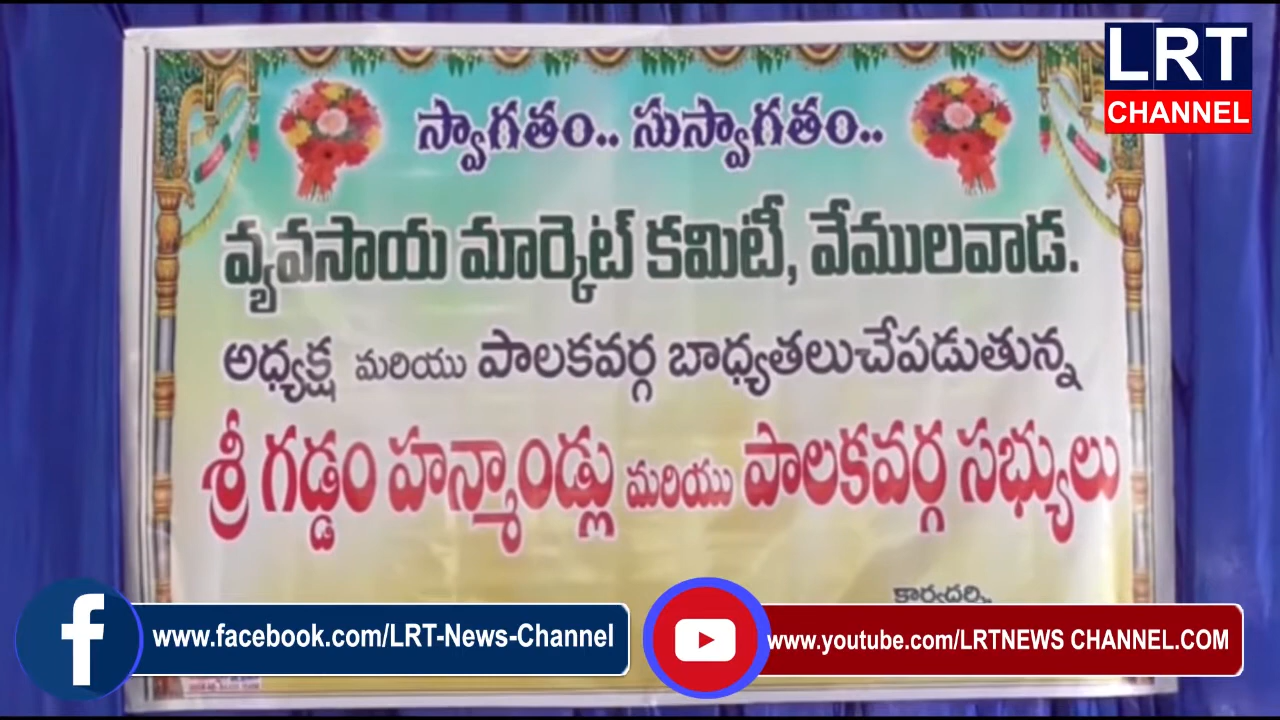 LRT
CHANNEL
స్వాగతం.. సుస్వాగతం..
వ్యవసాయ మార్కెట్ కమిటీ, వేములవాడ.
అధ్యక్ష మరియు పాలకవర్గ బాధ్యతలుచేపడుతున్న
శ్రీ గడ్డం హన్మాండ్లు మరియు పాలకవర్గ సభ్యులు
కార్యదర్శి,
www.facebook.com/LRT-News-Channel
www.youtube.com/LRTNEWS CHANNEL.COM